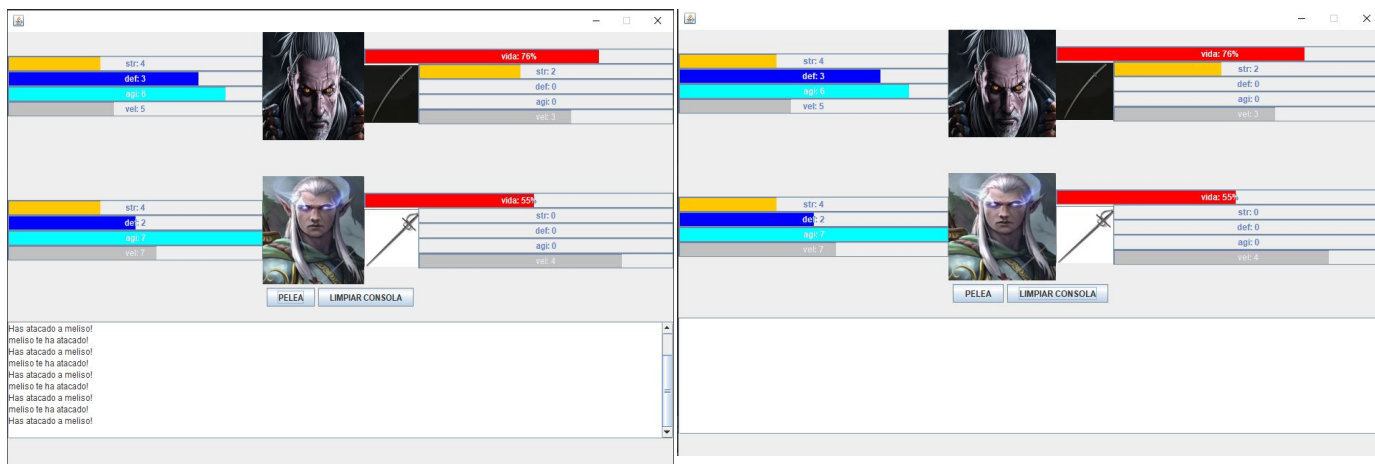 vida: 76%
str: 4
str: 2
def: 3
def: 0
agi: 6
agi: 0
vel: 5
vel: 3
vida: 55%
str: 4
str: 0
def: 2
def: 0
agi: 7
agi: 0
vel: 7
vel: 4
PELEA LIMPIAR CONSOLA
Has atacado a meliso!
meliso te ha atacado!
Has atacado a meliso!
meliso te ha atacado!
Has atacado a meliso!
meliso te ha atacado!
Has atacado a meliso!
meliso te ha atacado!
Has atacado a meliso!
vida: 76%
str: 4
str: 2
def: 3
def: 0
agi: 6
agi: 0
vel: 5
vel: 3
vida: 55%
str: 4
str: 0
def: 2
def: 0
agi: 7
agi: 0
vel: 7
vel: 4
PELEA LIMPIAR CONSOLA